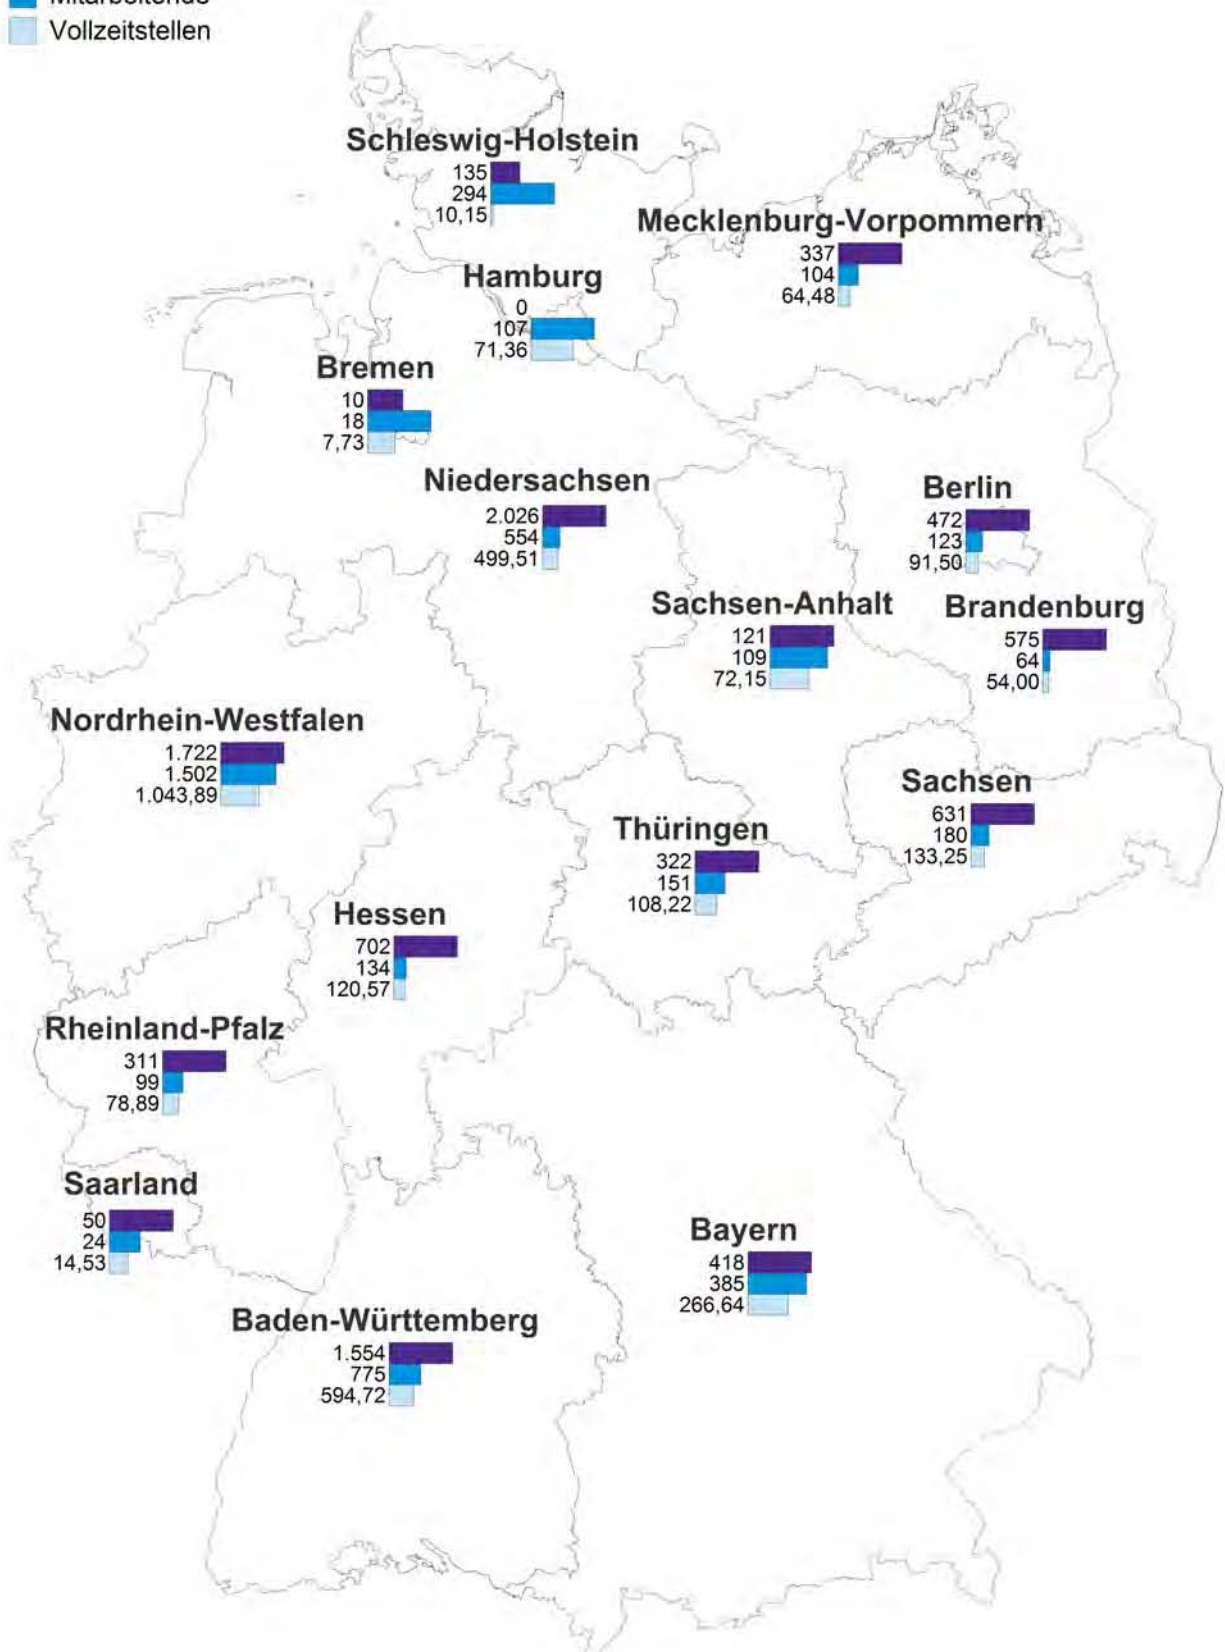 Mitarbeitende
Vollzeitstellen
Schleswig-Holstein
135
294
10,15
Mecklenburg-Vorpommern
337
104
64,48
Hamburg
0
107
71,36
Bremen
10
18
7,73
Niedersachsen
2.026
554
499,51
Berlin
472
123
91,50
Sachsen-Anhalt
121
109
72,15
Brandenburg
575
64
54,00
Nordrhein-Westfalen
1.722
1.502
1.043,89
Sachsen
631
180
133,25
Thüringen
322
151
108,22
Hessen
702
134
120,57
Rheinland-Pfalz
311
99
78,89
Saarland
50
24
14,53
Bayern
418
385
266,64
Baden-Württemberg
1.554
775
594,72